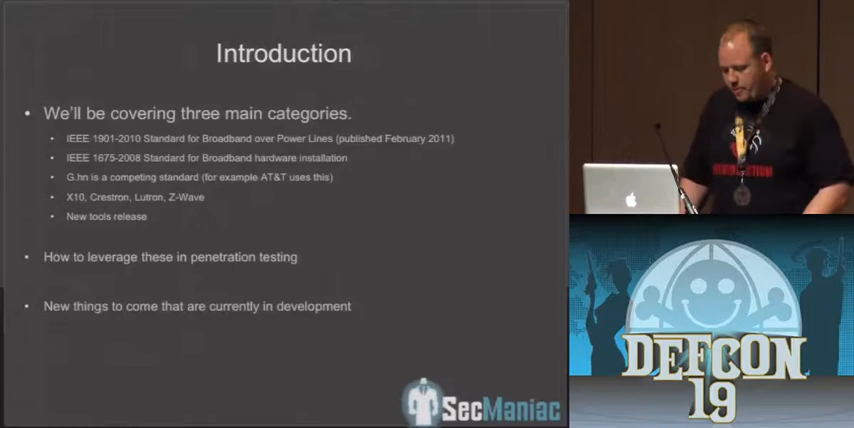 Introduction
We'll be covering three main categories.
IEEE 1901-2010 Standard for Broadband over Power Lines (published February 2011)
IEEE 1675-2008 Standard for Broadband hardware installation
G.hn is a competing standard (for example AT&T uses this)
X10, Crestron, Lutron, Z-Wave
New tools release
How to leverage these in penetration testing
New things to come that are currently in development
SecManiac
DEFCON
19